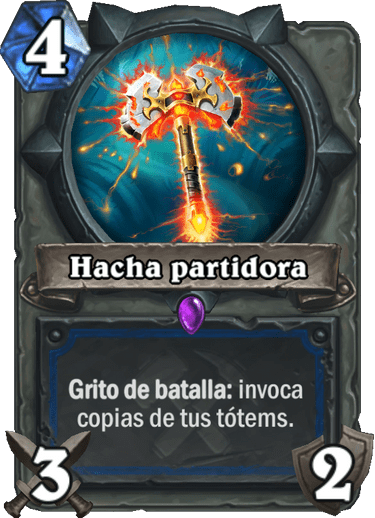 4
Hacha partidora
Grito de batalla: invoca
copias de tus tótems.
3
2